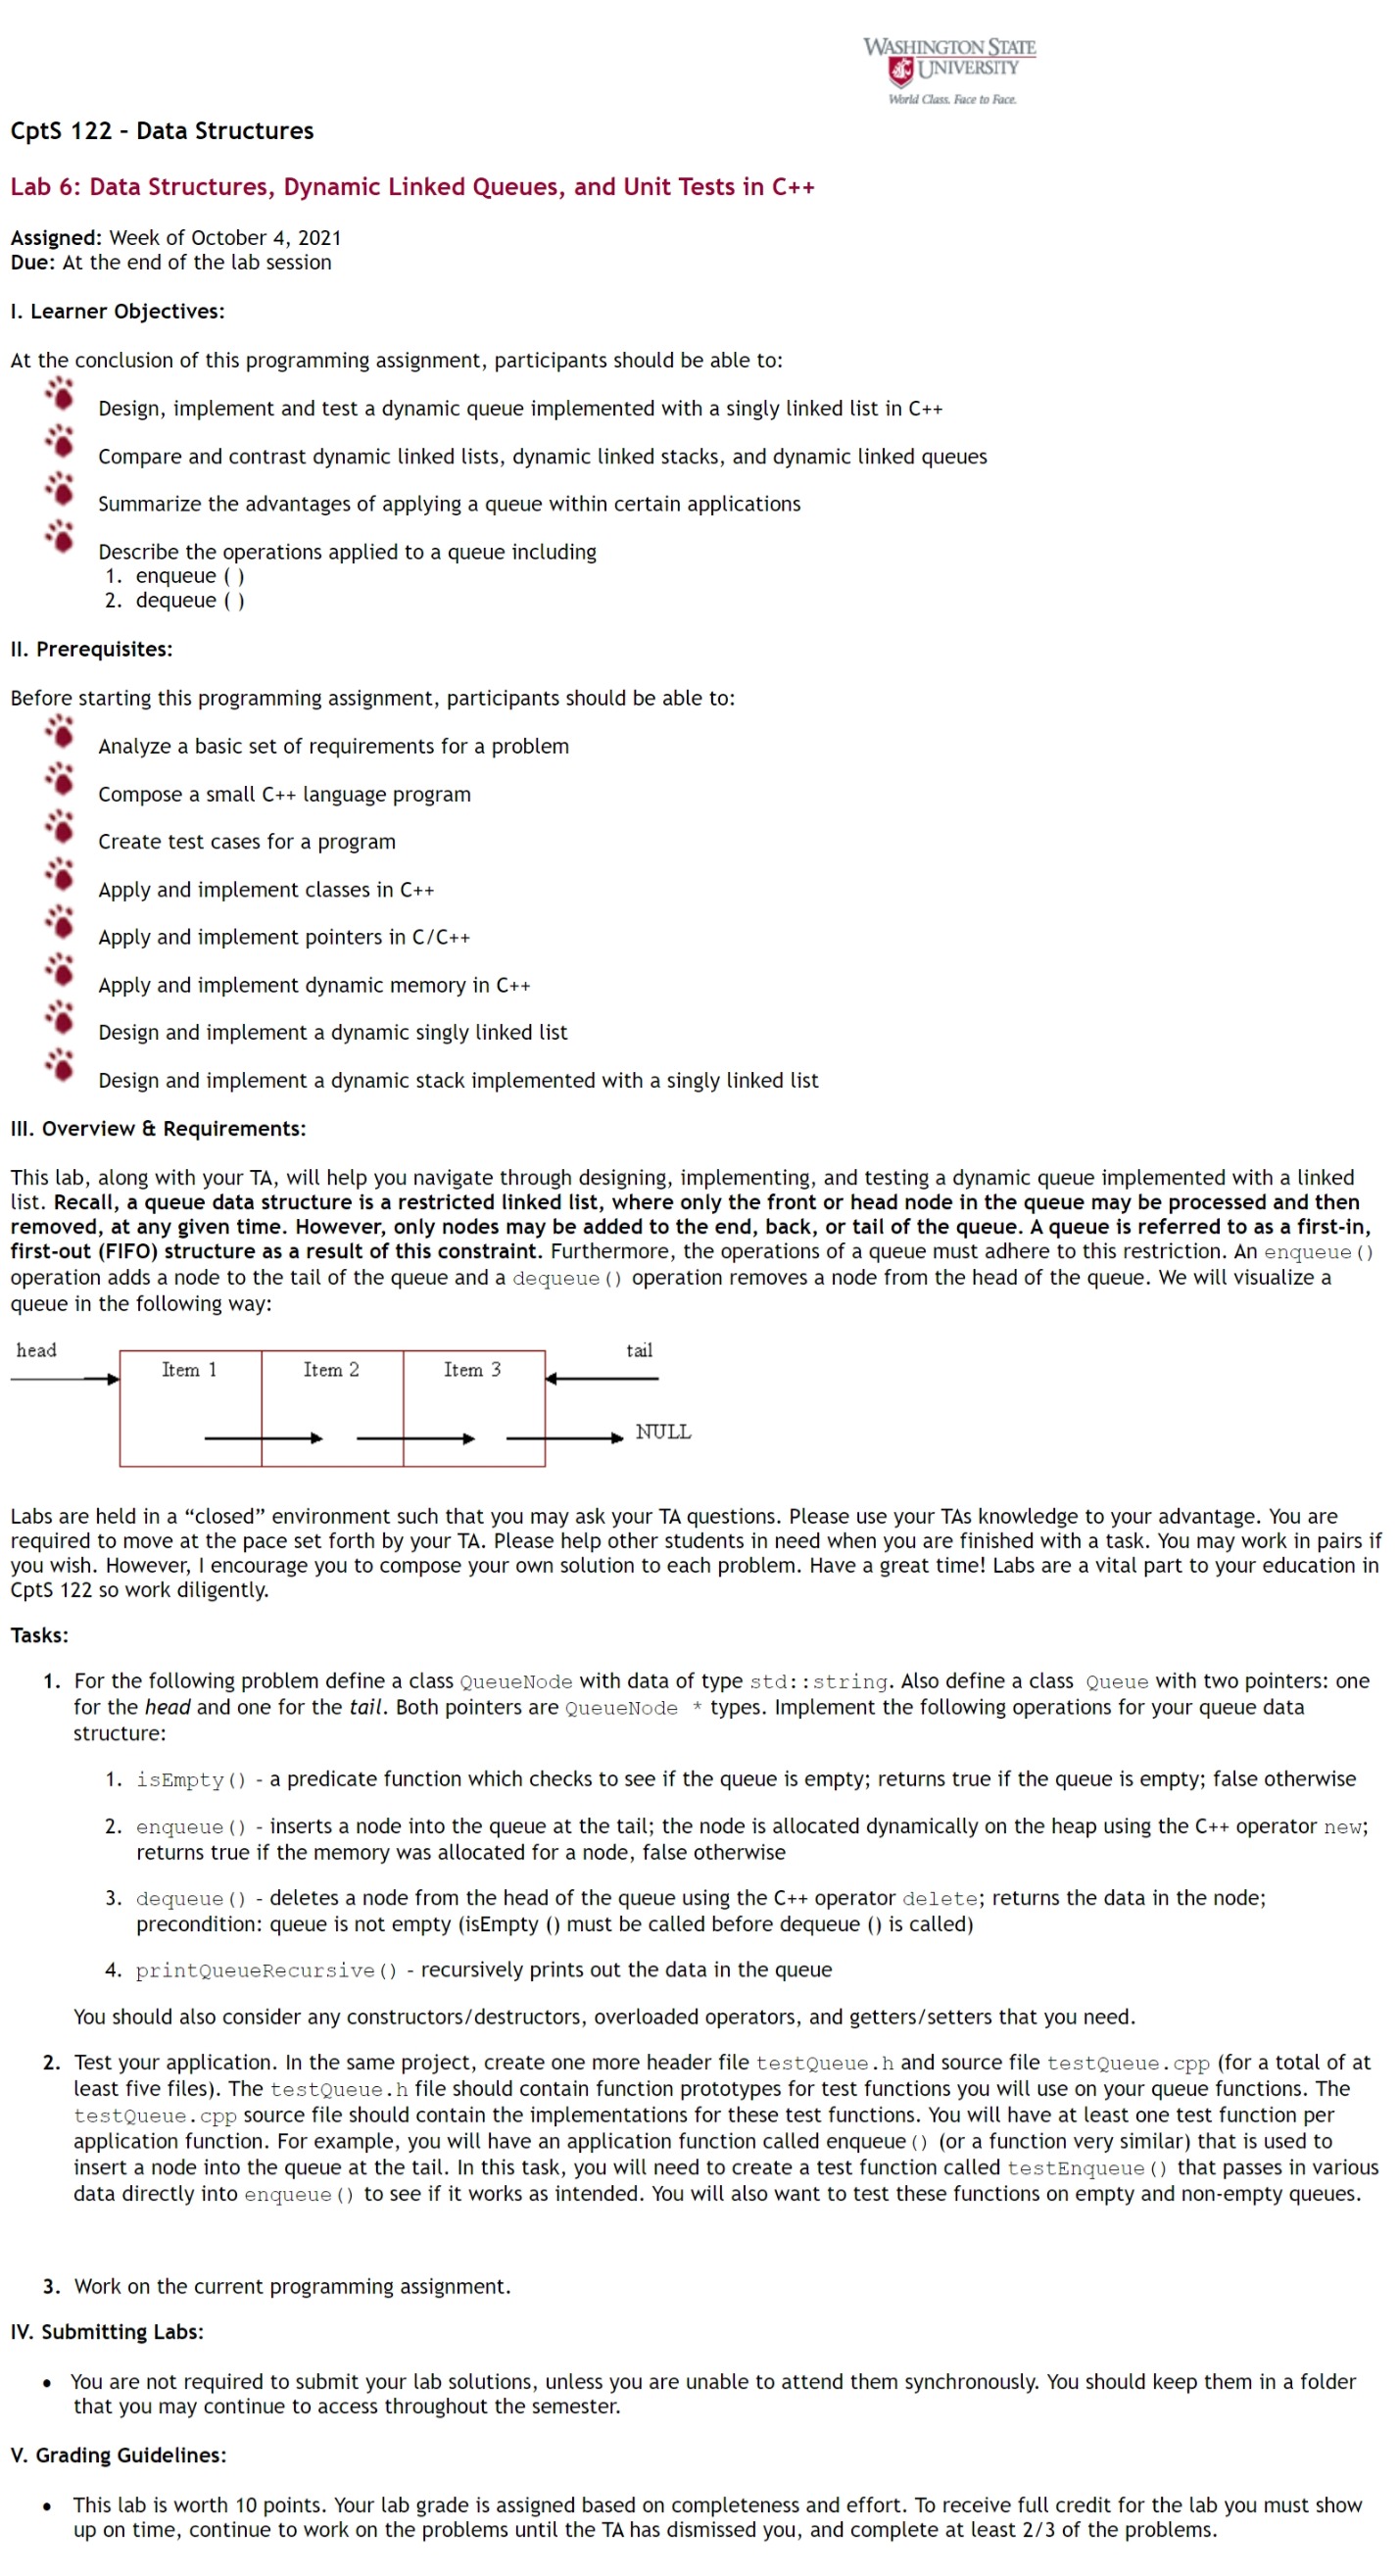 WASHINGTON STATE
UNIVERSITY
World Class. Face to Face.
CptS 122 - Data Structures
Lab 6: Data Structures, Dynamic Linked Queues, and Unit Tests in C++
Assigned: Week of October 4, 2021
Due: At the end of the lab session
I. Learner Objectives:
At the conclusion of this programming assignment, participants should be able to:
Design, implement and test a dynamic queue implemented with a singly linked list in C++
Compare and contrast dynamic linked lists, dynamic linked stacks, and dynamic linked queues
Summarize the advantages of applying a queue within certain applications
Describe the operations applied to a queue including
1. enqueue ( )
2. dequeue ( )
II. Prerequisites:
Before starting this programming assignment, participants should be able to:
Analyze a basic set of requirements for a problem
Compose a small C++ language program
Create test cases for a program
Apply and implement classes in C++
Apply and implement pointers in C/C++
Apply and implement dynamic memory in C++
Design and implement a dynamic singly linked list
Design and implement a dynamic stack implemented with a singly linked list
III. Overview & Requirements:
This lab, along with your TA, will help you navigate through designing, implementing, and testing a dynamic queue implemented with a linked
list. Recall, a queue data structure is a restricted linked list, where only the front or head node in the queue may be processed and then
removed, at any given time. However, only nodes may be added to the end, back, or tail of the queue. A queue is referred to as a first-in,
first-out (FIFO) structure as a result of this constraint. Furthermore, the operations of a queue must adhere to this restriction. An enqueue()
operation adds a node to the tail of the queue and a dequeue() operation removes a node from the head of the queue. We will visualize a
queue in the following way:
head
tail
Item 1
Item 2
Item 3
NULL
Labs are held in a “closed” environment such that you may ask your TA questions. Please use your TAs knowledge to your advantage. You are
required to move at the pace set forth by your TA. Please help other students in need when you are finished with a task. You may work in pairs if
you wish. However, I encourage you to compose your own solution to each problem. Have a great time! Labs are a vital part to your education in
CptS 122 so work diligently.
Tasks:
1. For the following problem define a class QueueNode with data of type std::string. Also define a class Queue with two pointers: one
for the head and one for the tail. Both pointers are QueueNode * types. Implement the following operations for your queue data
structure:
1. isEmpty() - a predicate function which checks to see if the queue is empty; returns true if the queue is empty; false otherwise
2. enqueue() - inserts a node into the queue at the tail; the node is allocated dynamically on the heap using the C++ operator new;
returns true if the memory was allocated for a node, false otherwise
3. dequeue() - deletes a node from the head of the queue using the C++ operator delete; returns the data in the node;
precondition: queue is not empty (isEmpty () must be called before dequeue () is called)
4. printQueueRecursive() - recursively prints out the data in the queue
You should also consider any constructors/destructors, overloaded operators, and getters/setters that you need.
2. Test your application. In the same project, create one more header file testQueue.h and source file testQueue.cpp (for a total of at
least five files). The testQueue.h file should contain function prototypes for test functions you will use on your queue functions. The
testQueue.cpp source file should contain the implementations for these test functions. You will have at least one test function per
application function. For example, you will have an application function called enqueue () (or a function very similar) that is used to
insert a node into the queue at the tail. In this task, you will need to create a test function called testEnqueue() that passes in various
data directly into enqueue() to see if it works as intended. You will also want to test these functions on empty and non-empty queues.
3. Work on the current programming assignment.
IV. Submitting Labs:
• You are not required to submit your lab solutions, unless you are unable to attend them synchronously. You should keep them in a folder
that you may continue to access throughout the semester.
V. Grading Guidelines:
• This lab is worth 10 points. Your lab grade is assigned based on completeness and effort. To receive full credit for the lab you must show
up on time, continue to work on the problems until the TA has dismissed you, and complete at least 2/3 of the problems.